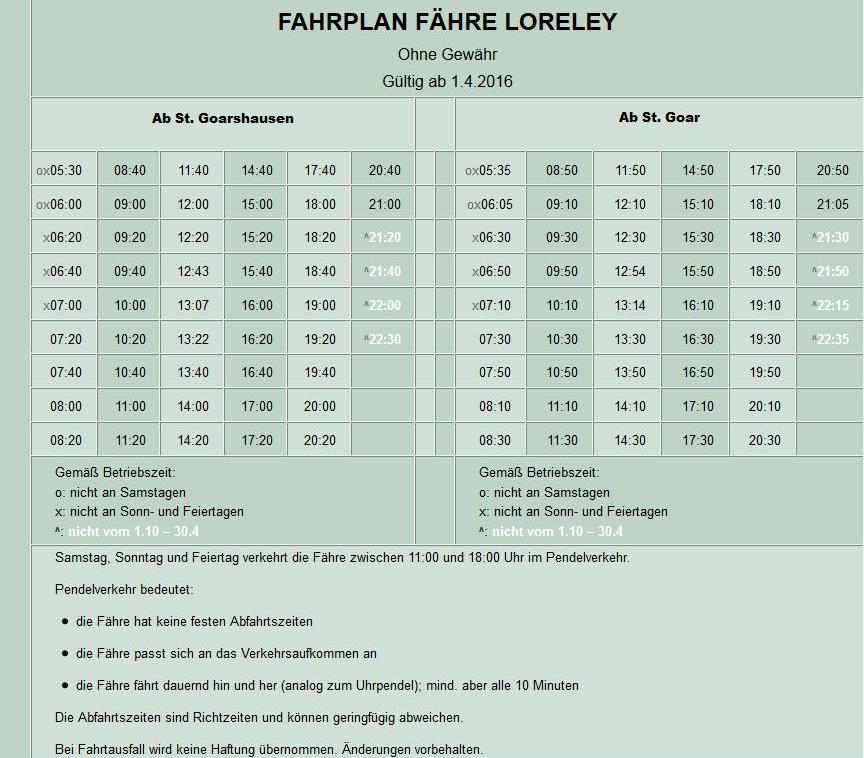 FAHRPLAN FÄHRE LORELEY
Ohne Gewähr
Gültig ab 1.4.2016
Ab St. Goarshausen Ab St. Goar
ox05:30 08:40 11:40 14:40 17:40 20:40 ox05:35 08:50 11:50 14:50 17:50 20:50
ox06:00 09:00 12:00 15:00 18:00 21:00 ox06:05 09:10 12:10 15:10 18:10 21:05
x06:20 09:20 12:20 15:20 18:20 ^21:20 x06:30 09:30 12:30 15:30 18:30 ^21:30
x06:40 09:40 12:43 15:40 18:40 ^21:40 x06:50 09:50 12:54 15:50 18:50 ^21:50
x07:00 10:00 13:07 16:00 19:00 ^22:00 x07:10 10:10 13:14 16:10 19:10 ^22:15
07:20 10:20 13:22 16:20 19:20 ^22:30 07:30 10:30 13:30 16:30 19:30 ^22:35
07:40 10:40 13:40 16:40 19:40 07:50 10:50 13:50 16:50 19:50
08:00 11:00 14:00 17:00 20:00 08:10 11:10 14:10 17:10 20:10
08:20 11:20 14:20 17:20 20:20 08:30 11:30 14:30 17:30 20:30
Gemäß Betriebszeit: Gemäß Betriebszeit:
o: nicht an Samstagen o: nicht an Samstagen
x: nicht an Sonn- und Feiertagen x: nicht an Sonn- und Feiertagen
^: nicht vom 1.10 – 30.4 ^: nicht vom 1.10 – 30.4
Samstag, Sonntag und Feiertag verkehrt die Fähre zwischen 11:00 und 18:00 Uhr im Pendelverkehr.
Pendelverkehr bedeutet:
• die Fähre hat keine festen Abfahrtszeiten
• die Fähre passt sich an das Verkehrsaufkommen an
• die Fähre fährt dauernd hin und her (analog zum Uhrpendel); mind. aber alle 10 Minuten
Die Abfahrtszeiten sind Richtzeiten und können geringfügig abweichen.
Bei Fahrtausfall wird keine Haftung übernommen. Änderungen vorbehalten.